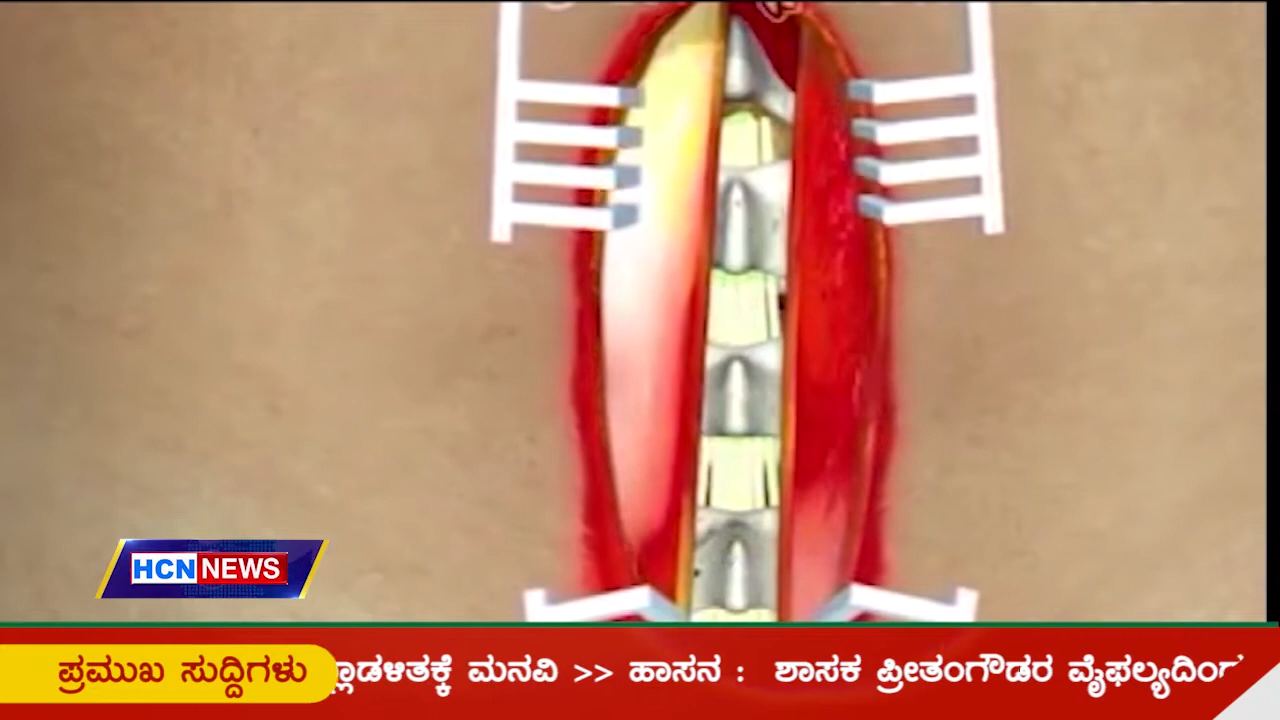 HCN NEWS
ಪ್ರಮುಖ ಸುದ್ದಿಗಳು
ಮನವಿ >> ಹಾಸನ : ಶಾಸಕ ಪ್ರೀತಂಗೌಡರ ವೈಫಲ್ಯದಿಂದ